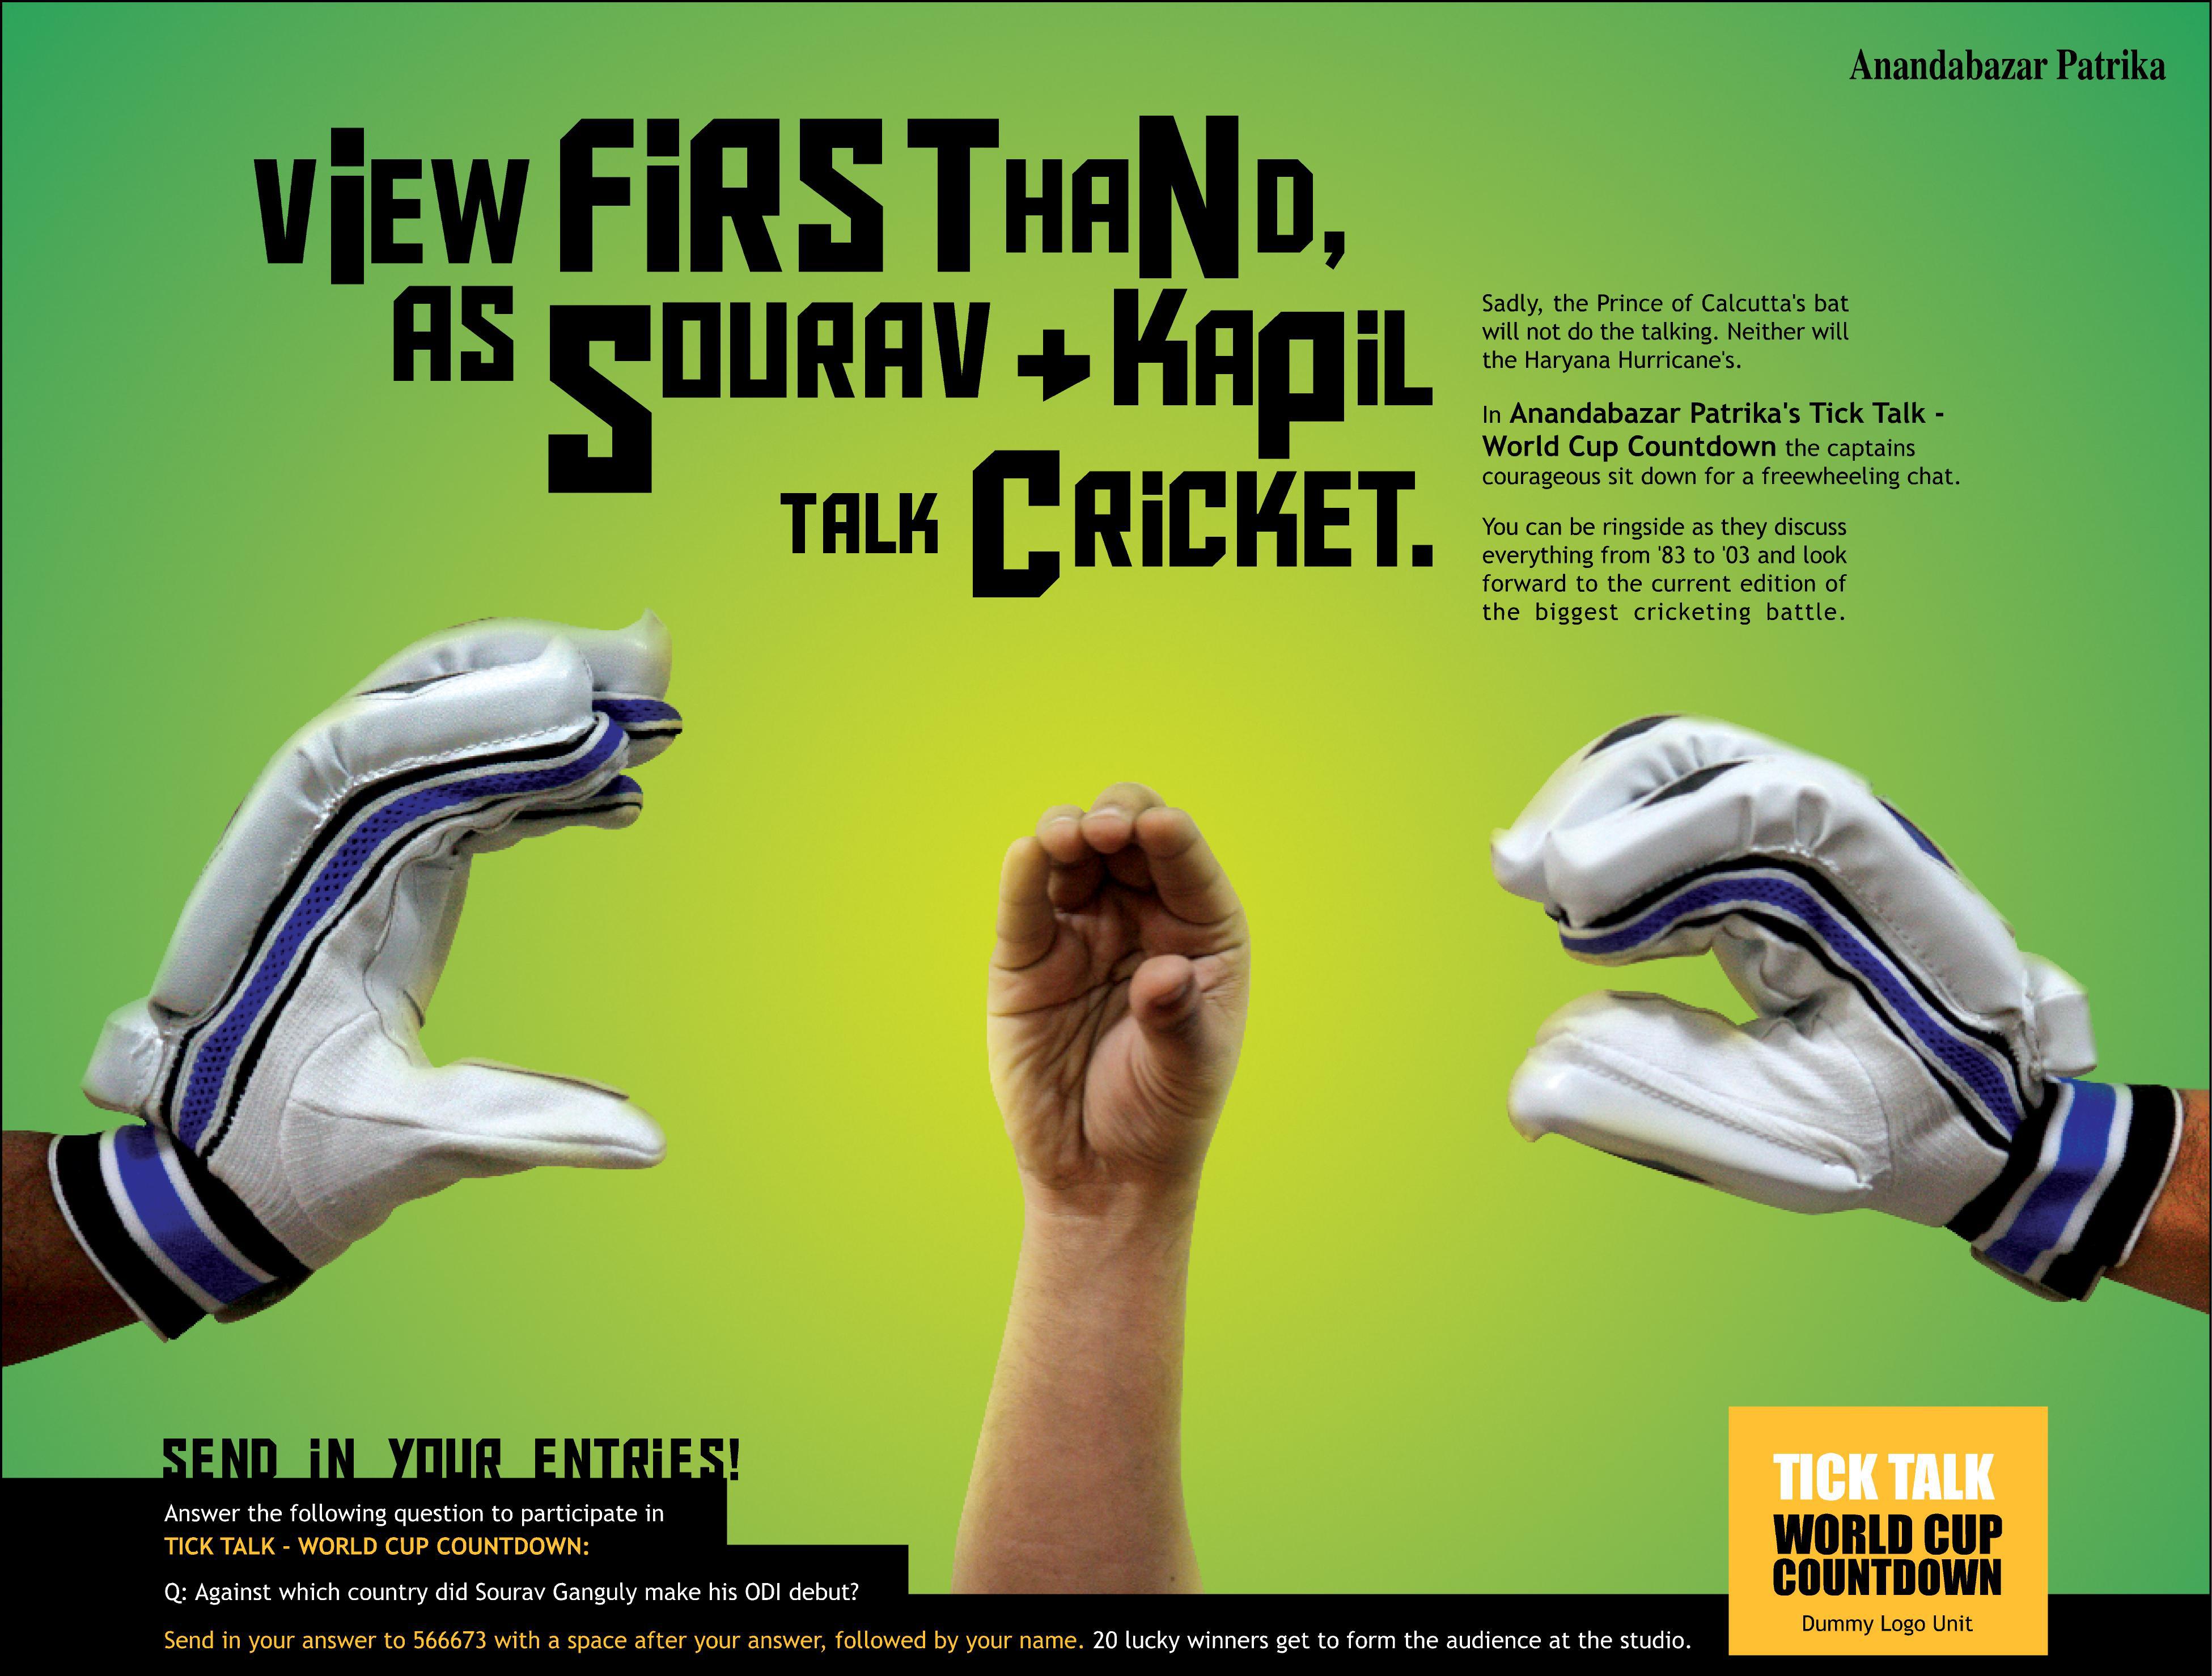 Anandabazar Patrika
ViEW FiRSTHAND,
AS SOURAV + KAPiL
TALK CRiCKET.
Sadly, the Prince of Calcutta's bat
will not do the talking. Neither will
the Haryana Hurricane's.
In Anandabazar Patrika's Tick Talk -
World Cup Countdown the captains
courageous sit down for a freewheeling chat.
You can be ringside as they discuss
everything from '83 to '03 and look
forward to the current edition of
the biggest cricketing battle.
SEND iN YOUR ENTRiES!
Answer the following question to participate in
TICK TALK - WORLD CUP COUNTDOWN:
Q: Against which country did Sourav Ganguly make his ODI debut?
Send in your answer to 566673 with a space after your answer, followed by your name. 20 lucky winners get to form the audience at the studio.
TICK TALK
WORLD CUP
COUNTDOWN
Dummy Logo Unit